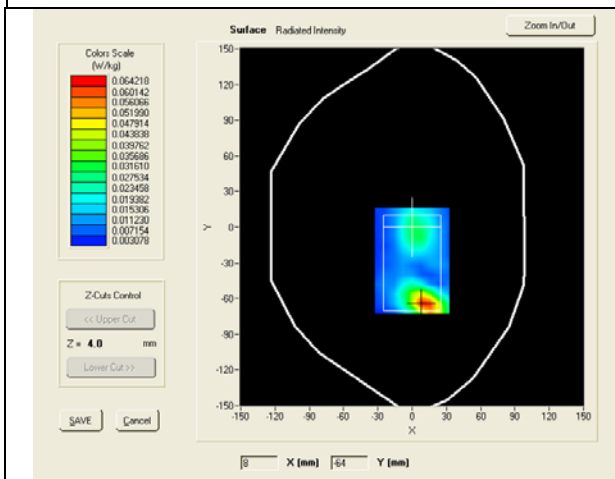 Surface Radiated Intensity
Zoom In/Out
Colors Scale
(W/kg)
0.064218
0.060142
0.056066
0.051990
0.047914
0.043838
0.039762
0.035686
0.031610
0.027534
0.023458
0.019382
0.015306
0.011230
0.007154
0.003078
Z-Cuts Control
<< Upper Cut
Z = 4.0 mm
Lower Cut >>
SAVE Cancel
150-
120-
90-
60-
30-
Y 0-
-30-
-60-
-90-
-120-
-150-
-150 -120 -90 -60 -30 0 30 60 90 120 150
X
8 X (mm) -64 Y (mm)